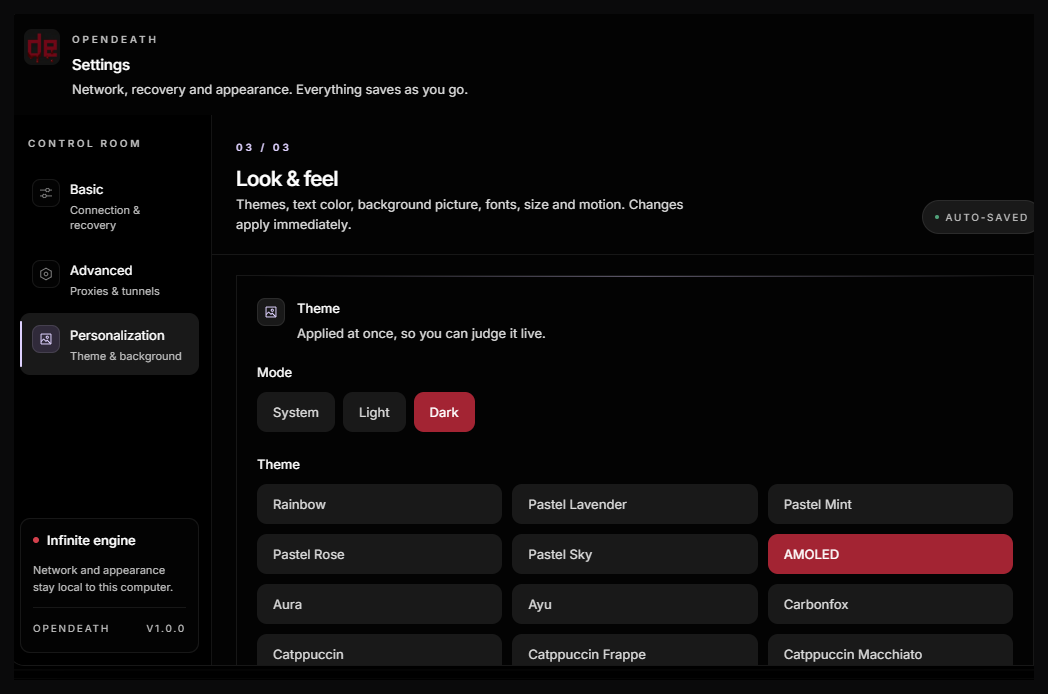 de
OPENDEATH
Settings
Network, recovery and appearance. Everything saves as you go.
CONTROL ROOM
Basic
Connection &
recovery
Advanced
Proxies & tunnels
Personalization
Theme & background
Infinite engine
Network and appearance
stay local to this computer.
OPENDEATH V1.0.0
03 / 03
Look & feel
Themes, text color, background picture, fonts, size and motion. Changes
apply immediately.
AUTO-SAVED
Theme
Applied at once, so you can judge it live.
Mode
System Light Dark
Theme
Rainbow Pastel Lavender Pastel Mint
Pastel Rose Pastel Sky AMOLED
Aura Ayu Carbonfox
Catppuccin Catppuccin Frappe Catppuccin Macchiato